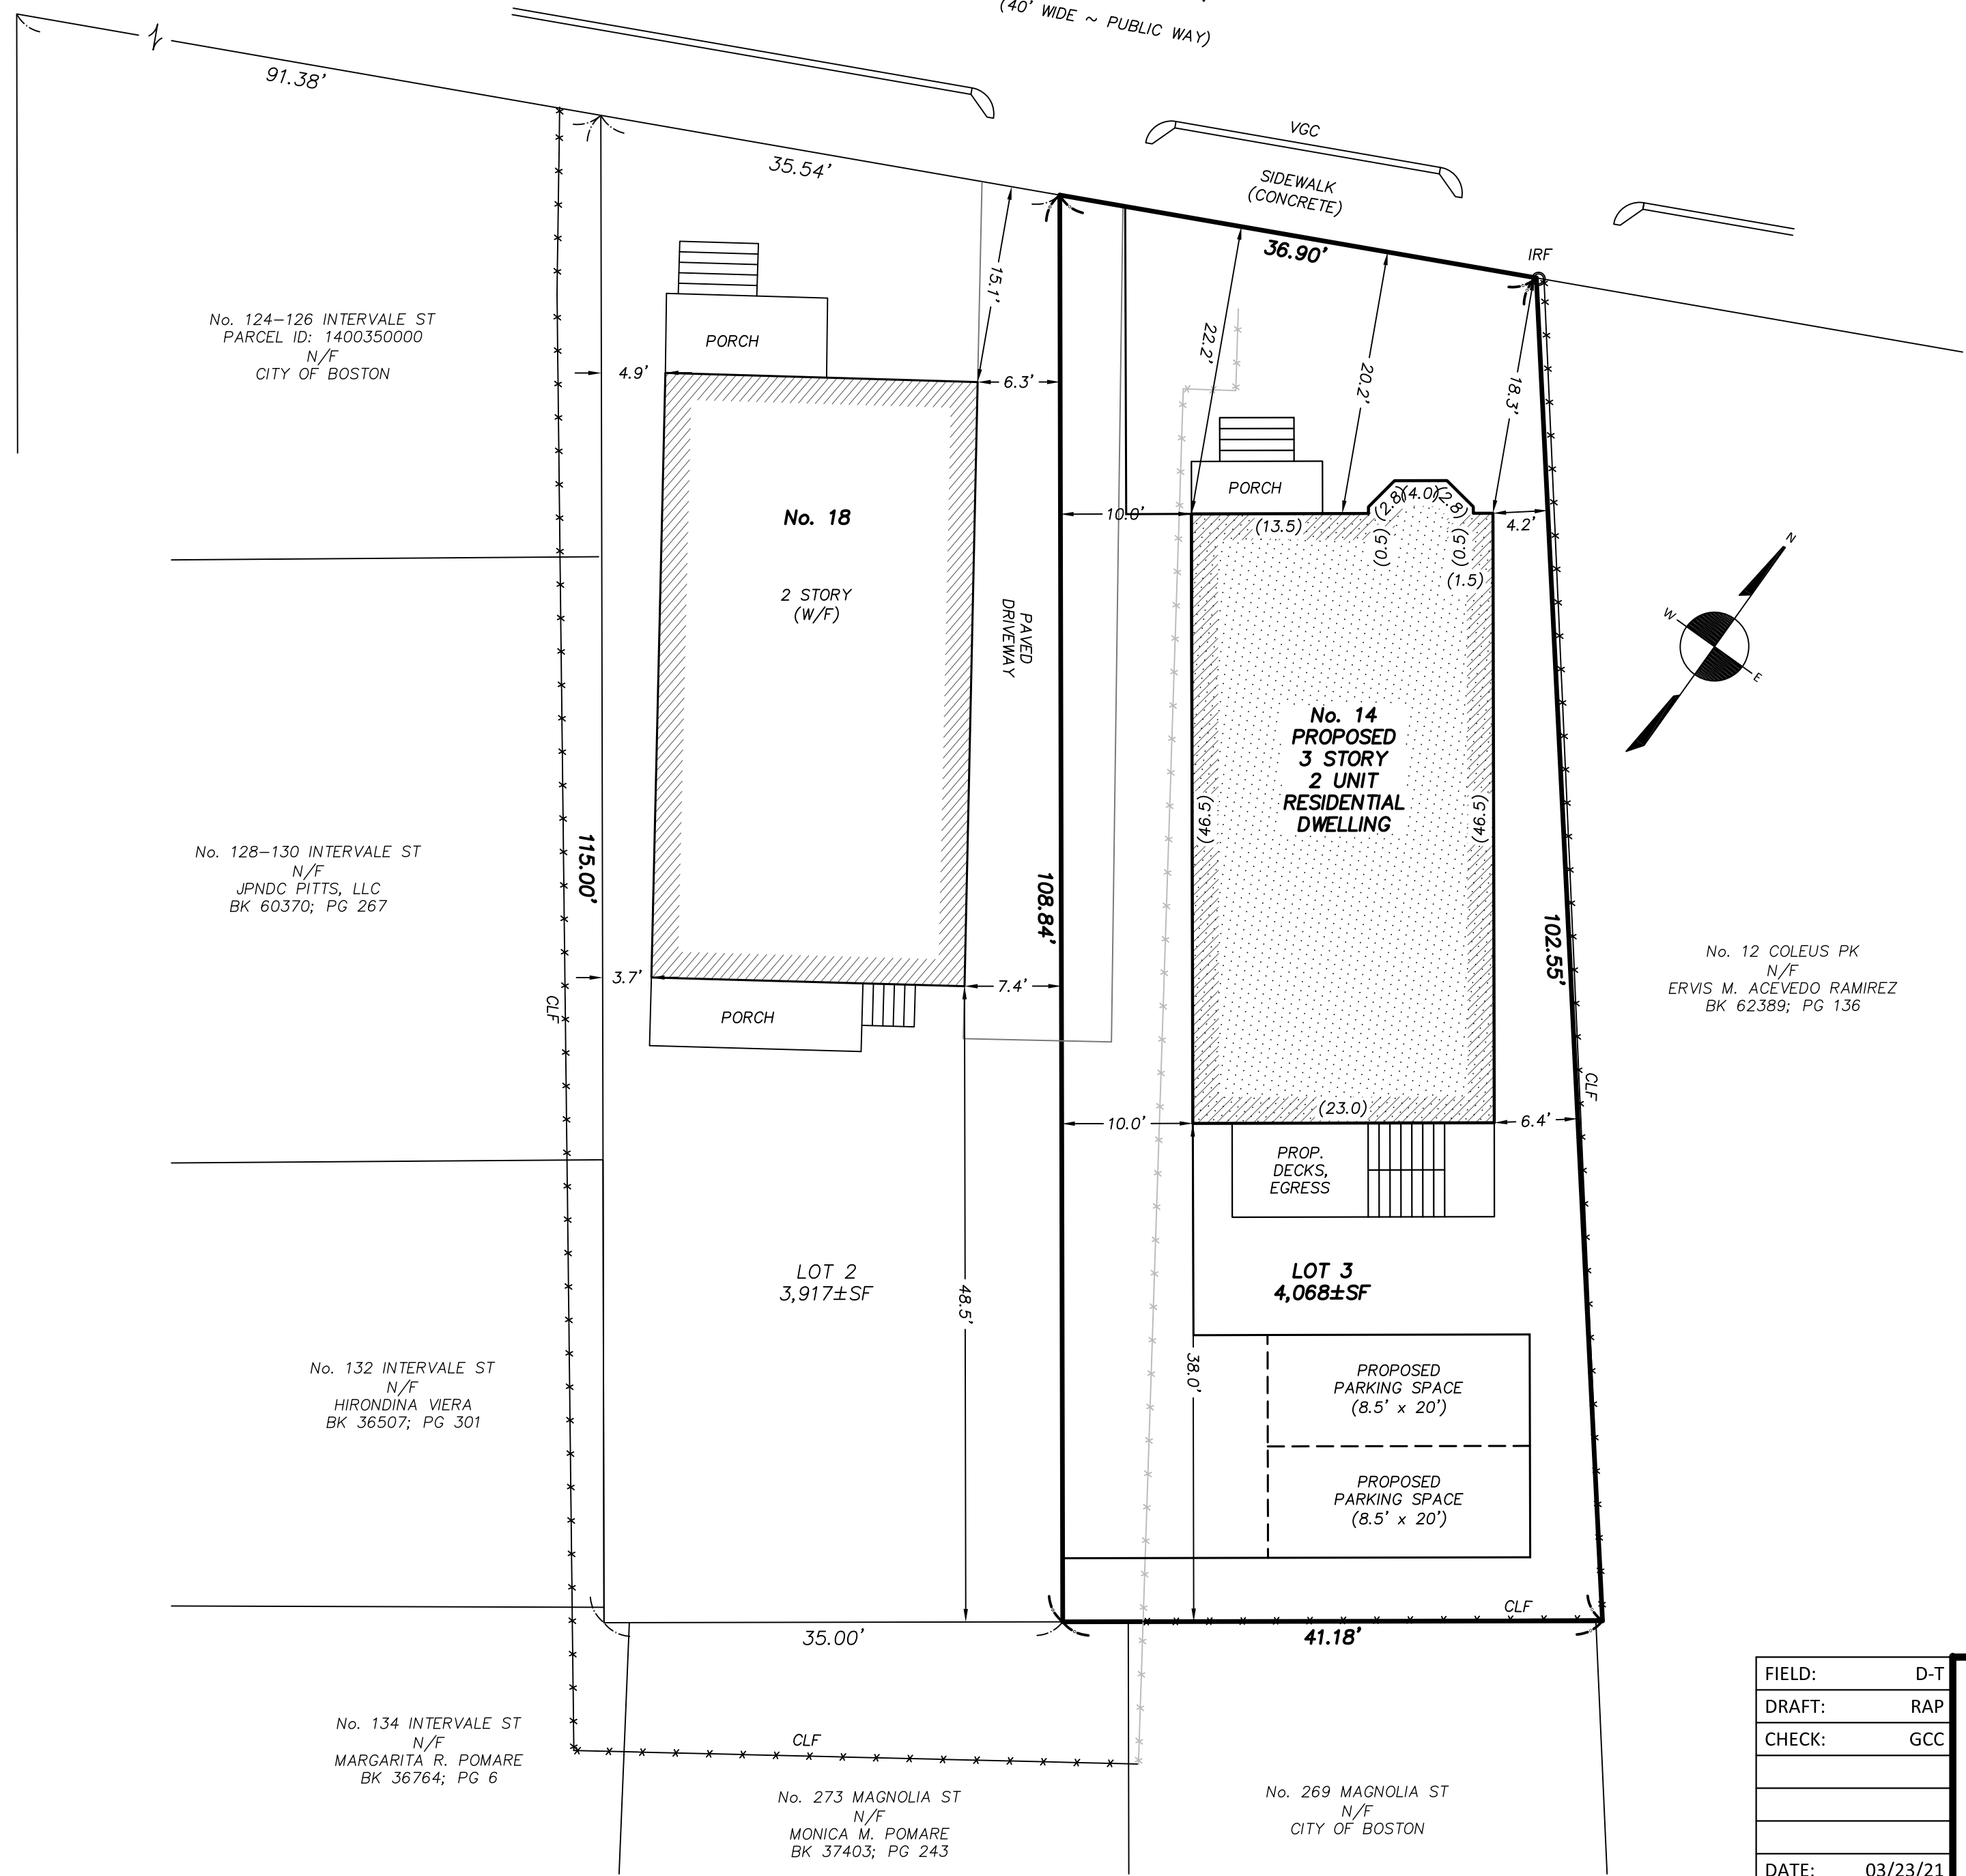 (40' WIDE ~ PUBLIC WAY)
91.38'
VGC
35.54'
SIDEWALK
(CONCRETE)
36.90'
IRF
15.1'
No. 124-126 INTERVALE ST
PARCEL ID: 1400350000
N/F
CITY OF BOSTON
PORCH
4.9'
6.3'
22.2'
20.2'
18.3'
PORCH
(2.8)
(4.0)
(2.8)
No. 18
10.0'
(13.5)
(0.5)
(0.5)
(1.5)
4.2'
N
W
E
2 STORY
(W/F)
PAVED
DRIVEWAY
No. 14
PROPOSED
3 STORY
2 UNIT
RESIDENTIAL
DWELLING
(46.5)
(46.5)
No. 128-130 INTERVALE ST
N/F
JPNDC PITTS, LLC
BK 60370; PG 267
115.00'
108.84'
102.55'
No. 12 COLEUS PK
N/F
ERVIS M. ACEVEDO RAMIREZ
BK 62389; PG 136
3.7'
7.4'
CLF
PORCH
CLF
(23.0)
10.0'
6.4'
PROP.
DECKS,
EGRESS
LOT 2
3,917±SF
48.5'
LOT 3
4,068±SF
38.0'
No. 132 INTERVALE ST
N/F
HIRONDINA VIERA
BK 36507; PG 301
PROPOSED
PARKING SPACE
(8.5' x 20')
PROPOSED
PARKING SPACE
(8.5' x 20')
CLF
35.00'
41.18'
No. 134 INTERVALE ST
N/F
MARGARITA R. POMARE
BK 36764; PG 6
CLF
No. 273 MAGNOLIA ST
N/F
MONICA M. POMARE
BK 37403; PG 243
No. 269 MAGNOLIA ST
N/F
CITY OF BOSTON
FIELD: D-T
DRAFT: RAP
CHECK: GCC
DATE: 03/23/21